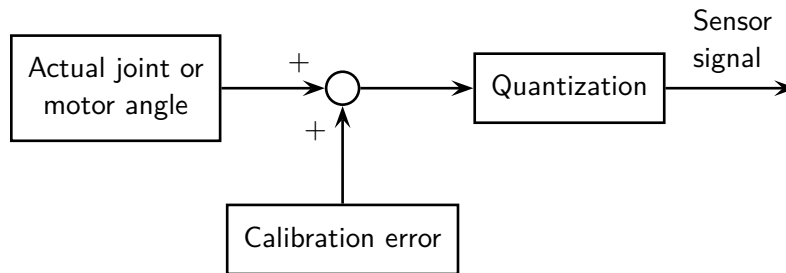 Actual joint or
motor angle
+
+
Quantization
Sensor
signal
Calibration error